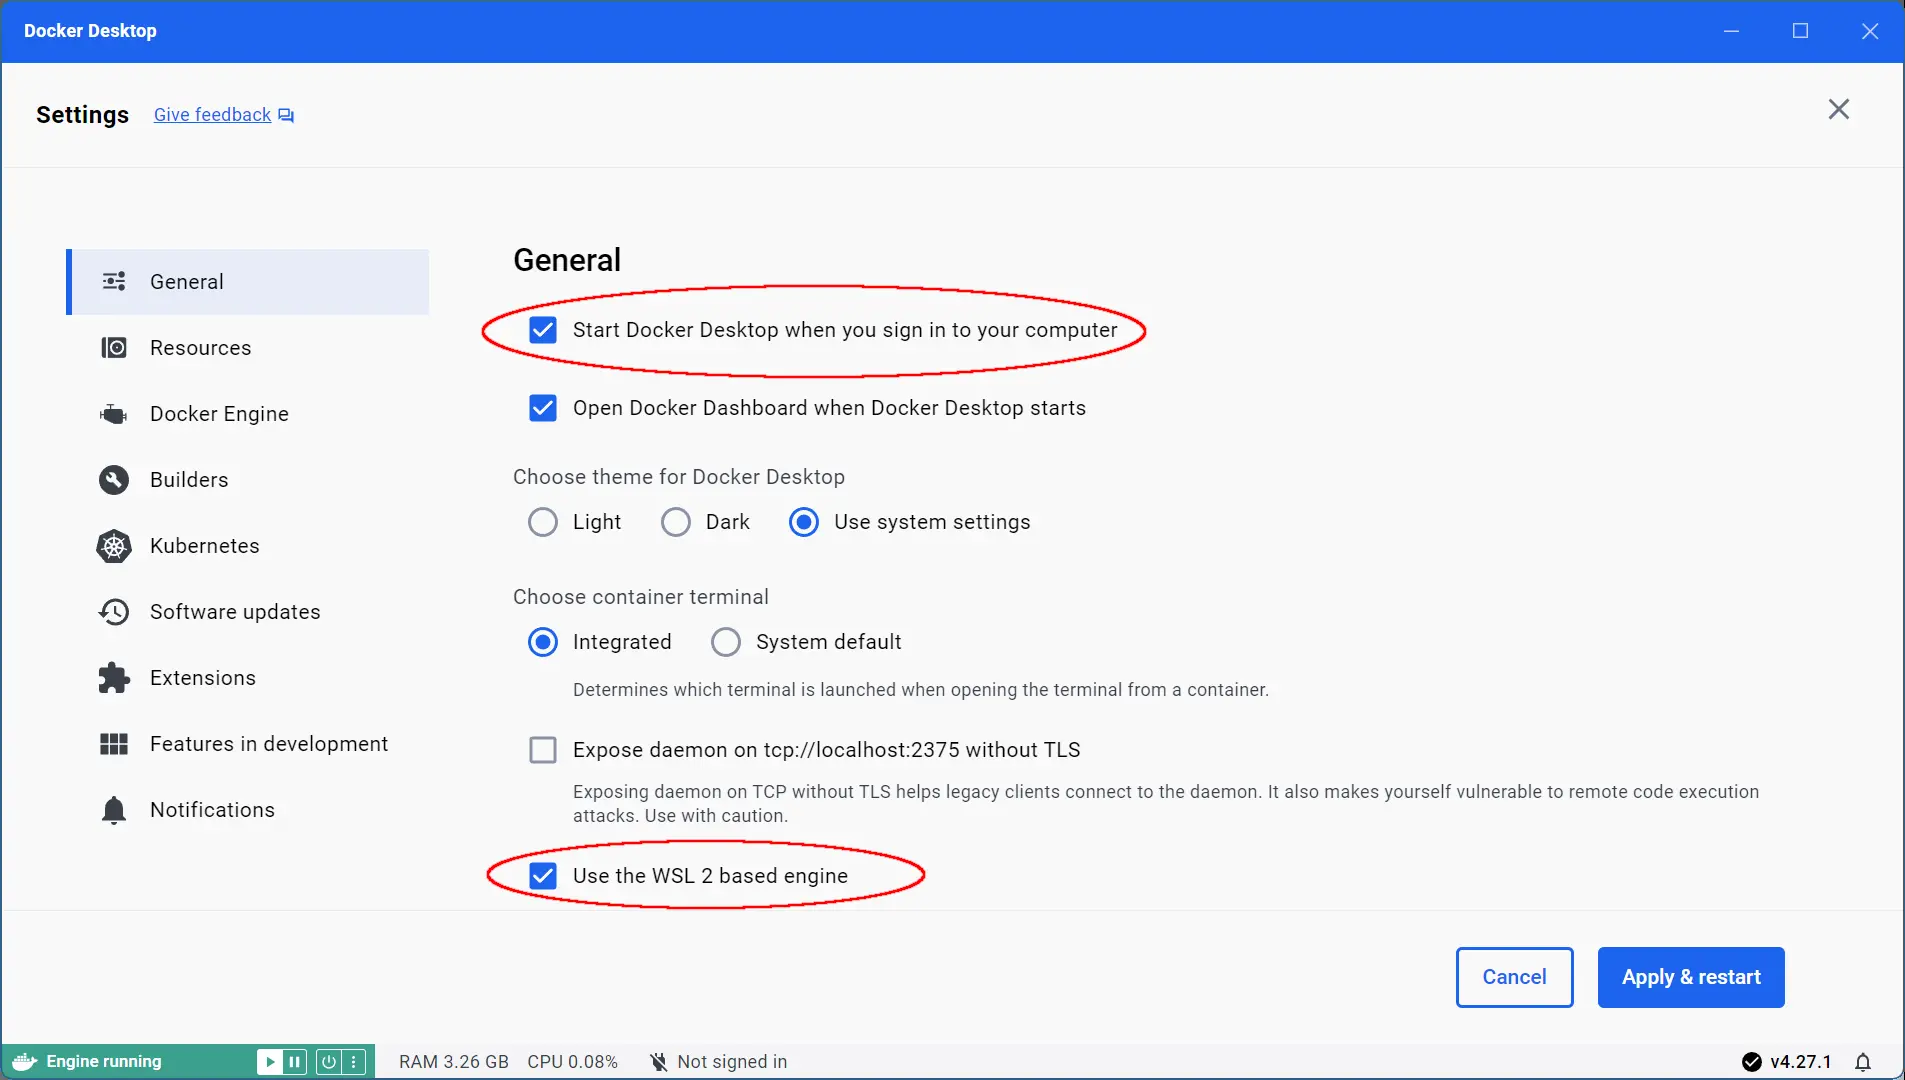 Docker Desktop
Settings
Give feedback
General
Resources
Docker Engine
Builders
Kubernetes
Software updates
Extensions
Features in development
Notifications
General
Start Docker Desktop when you sign in to your computer
Open Docker Dashboard when Docker Desktop starts
Choose theme for Docker Desktop
Light Dark Use system settings
Choose container terminal
Integrated System default
Determines which terminal is launched when opening the terminal from a container.
Expose daemon on tcp://localhost:2375 without TLS
Exposing daemon on TCP without TLS helps legacy clients connect to the daemon. It also makes yourself vulnerable to remote code execution
attacks. Use with caution.
Use the WSL 2 based engine
Cancel Apply & restart
Engine running RAM 3.26 GB CPU 0.08% Not signed in v4.27.1